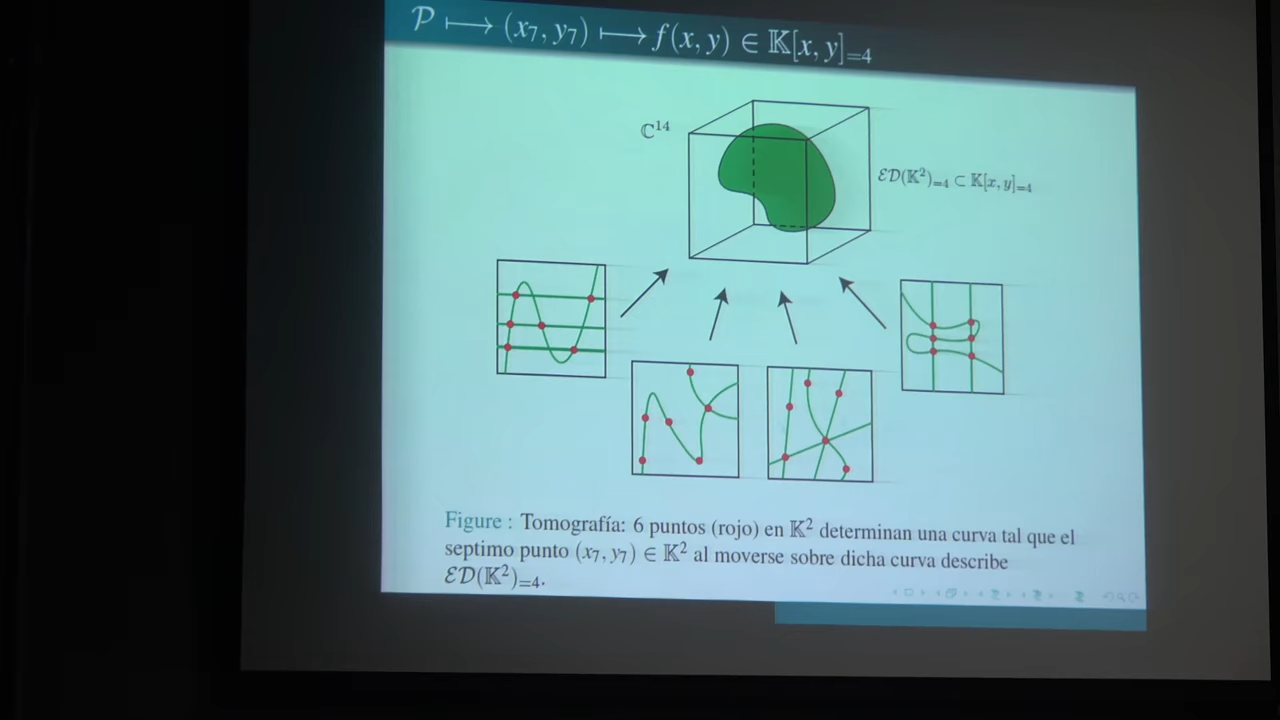 𝒫 ⟼ (x₇, y₇) ⟼ f(x, y) ∈ 𝕂[x, y]₌₄
ℂ¹⁴
ℰ𝒟(𝕂²)₌₄ ⊂ 𝕂[x, y]₌₄
Figure : Tomografía: 6 puntos (rojo) en 𝕂² determinan una curva tal que el
septimo punto (x₇, y₇) ∈ 𝕂² al moverse sobre dicha curva describe
ℰ𝒟(𝕂²)₌₄.